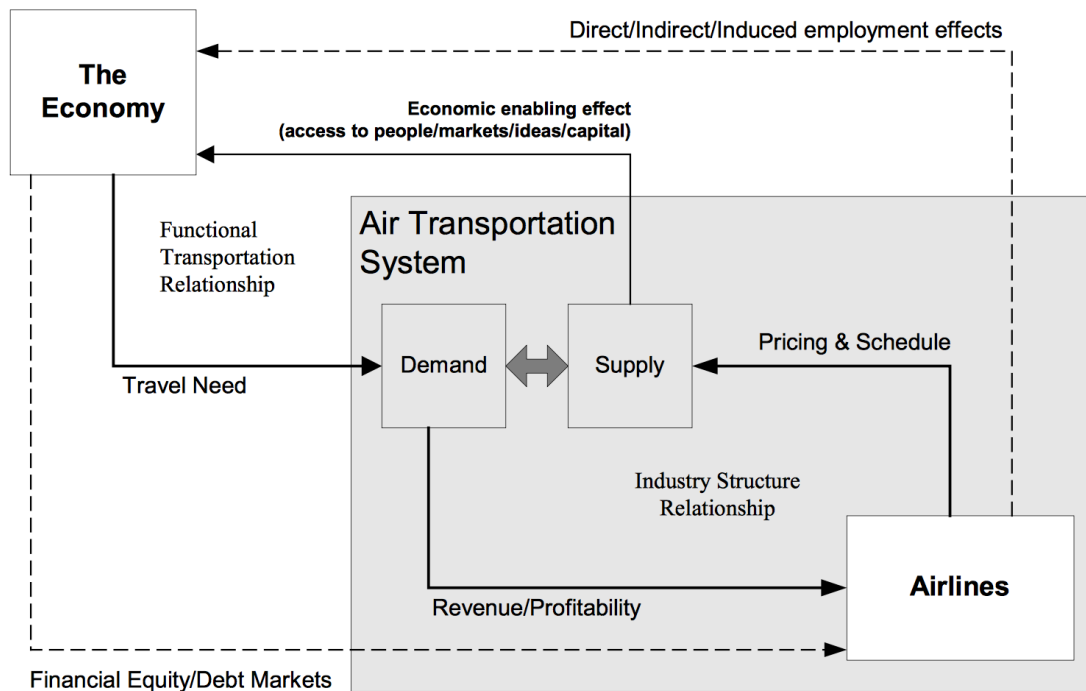 Direct/Indirect/Induced employment effects
The
Economy
Economic enabling effect
(access to people/markets/ideas/capital)
Functional
Transportation
Relationship
Air Transportation
System
Demand
Supply
Pricing & Schedule
Travel Need
Industry Structure
Relationship
Airlines
Revenue/Profitability
Financial Equity/Debt Markets